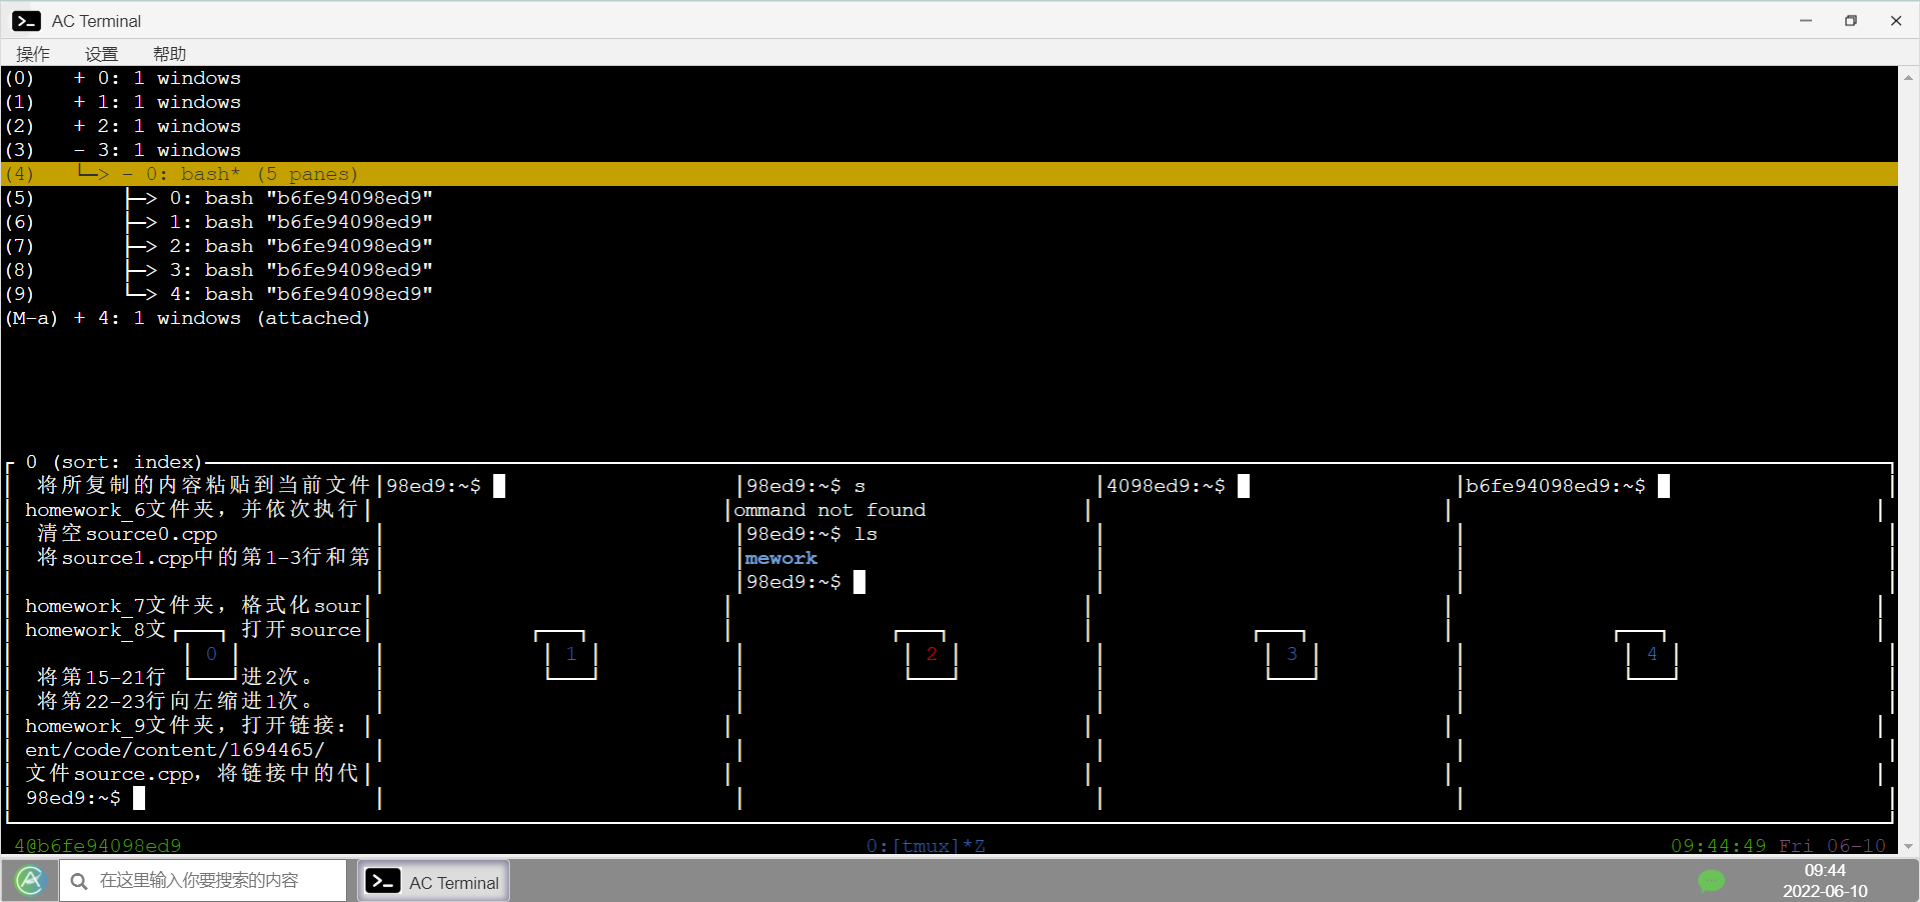 AC Terminal
操作 设置 帮助
(0) + 0: 1 windows
(1) + 1: 1 windows
(2) + 2: 1 windows
(3) - 3: 1 windows
(4) └─> - 0: bash* (5 panes)
(5) ├─> 0: bash "b6fe94098ed9"
(6) ├─> 1: bash "b6fe94098ed9"
(7) ├─> 2: bash "b6fe94098ed9"
(8) ├─> 3: bash "b6fe94098ed9"
(9) └─> 4: bash "b6fe94098ed9"
(M-a) + 4: 1 windows (attached)
0 (sort: index)
将所复制的内容粘贴到当前文件 98ed9:~$ 98ed9:~$ s 4098ed9:~$ b6fe94098ed9:~$
homework_6文件夹，并依次执行 ommand not found
清空source0.cpp 98ed9:~$ ls
将source1.cpp中的第1-3行和第 mework
98ed9:~$
homework_7文件夹，格式化sour
homework_8文 打开source
0 1 2 3 4
将第15-21行 进2次。
将第22-23行向左缩进1次。
homework_9文件夹，打开链接：
ent/code/content/1694465/
文件source.cpp，将链接中的代
98ed9:~$
4@b6fe94098ed9 0:[tmux]*Z 09:44:49 Fri 06-10
在这里输入你要搜索的内容 AC Terminal 09:44
2022-06-10